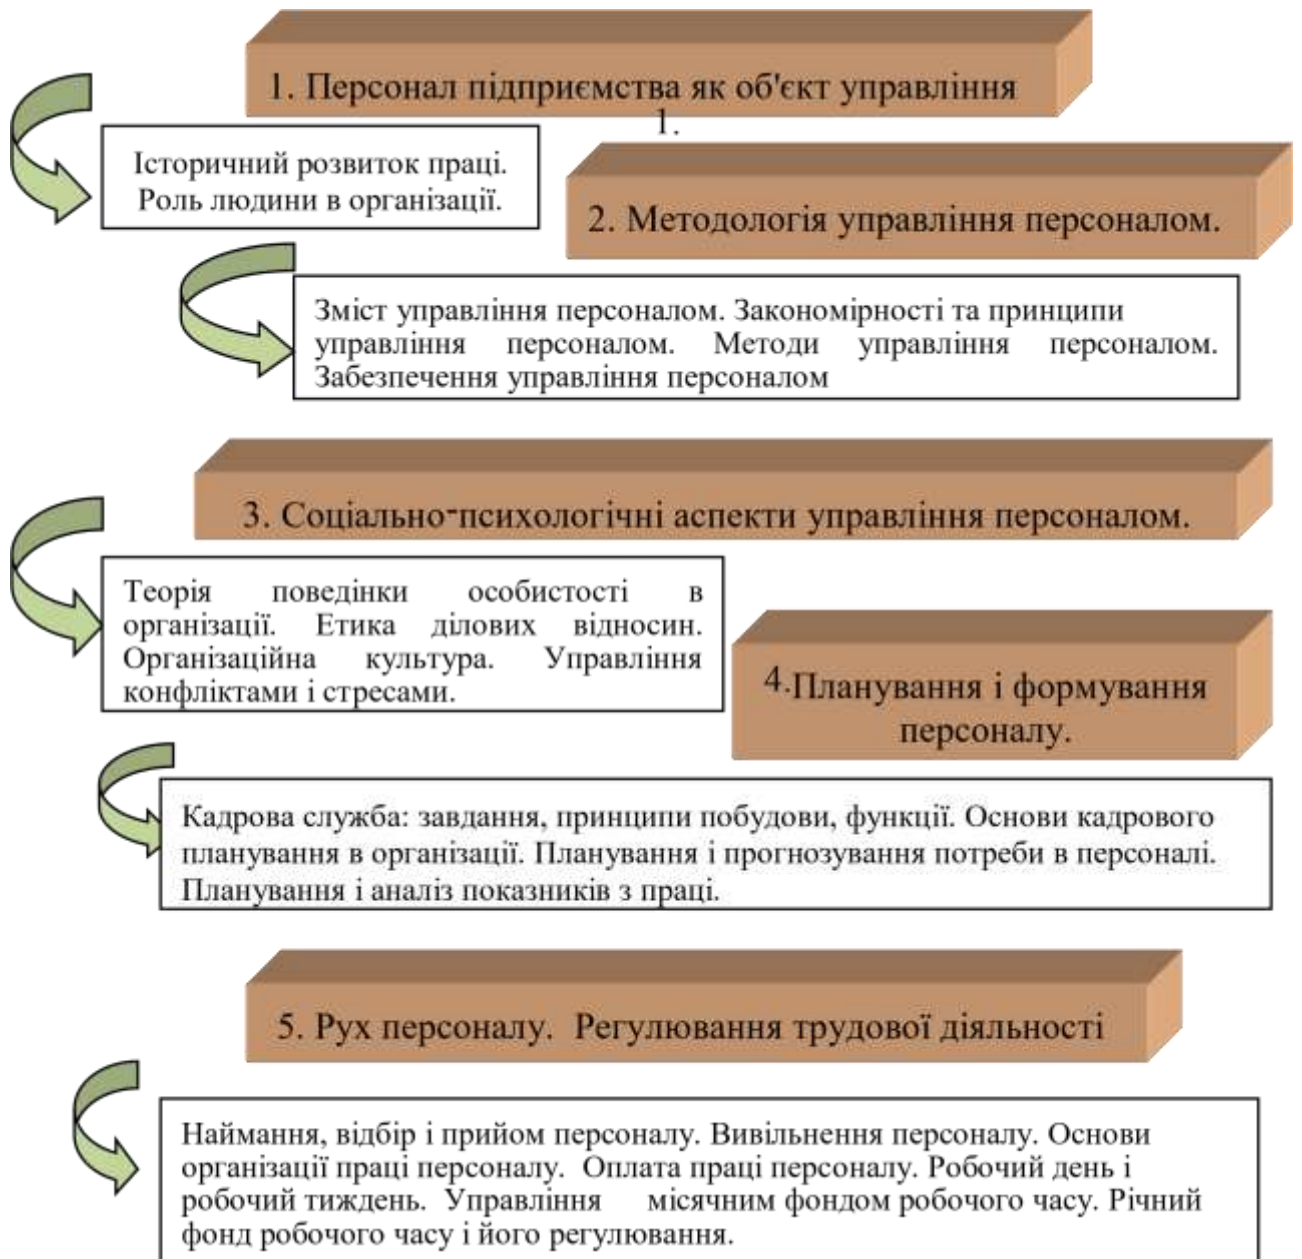 1. Персонал підприємства як об'єкт управління
1.
Історичний розвиток праці.
Роль людини в організації.
2. Методологія управління персоналом.
Зміст управління персоналом. Закономірності та принципи
управління персоналом. Методи управління персоналом.
Забезпечення управління персоналом
3. Соціально-психологічні аспекти управління персоналом.
Теорія поведінки особистості в
організації. Етика ділових відносин.
Організаційна культура. Управління
конфліктами і стресами.
4.Планування і формування
персоналу.
Кадрова служба: завдання, принципи побудови, функції. Основи кадрового
планування в організації. Планування і прогнозування потреби в персоналі.
Планування і аналіз показників з праці.
5. Рух персоналу. Регулювання трудової діяльності
Наймання, відбір і прийом персоналу. Вивільнення персоналу. Основи
організації праці персоналу. Оплата праці персоналу. Робочий день і
робочий тиждень. Управління місячним фондом робочого часу. Річний
фонд робочого часу і його регулювання.